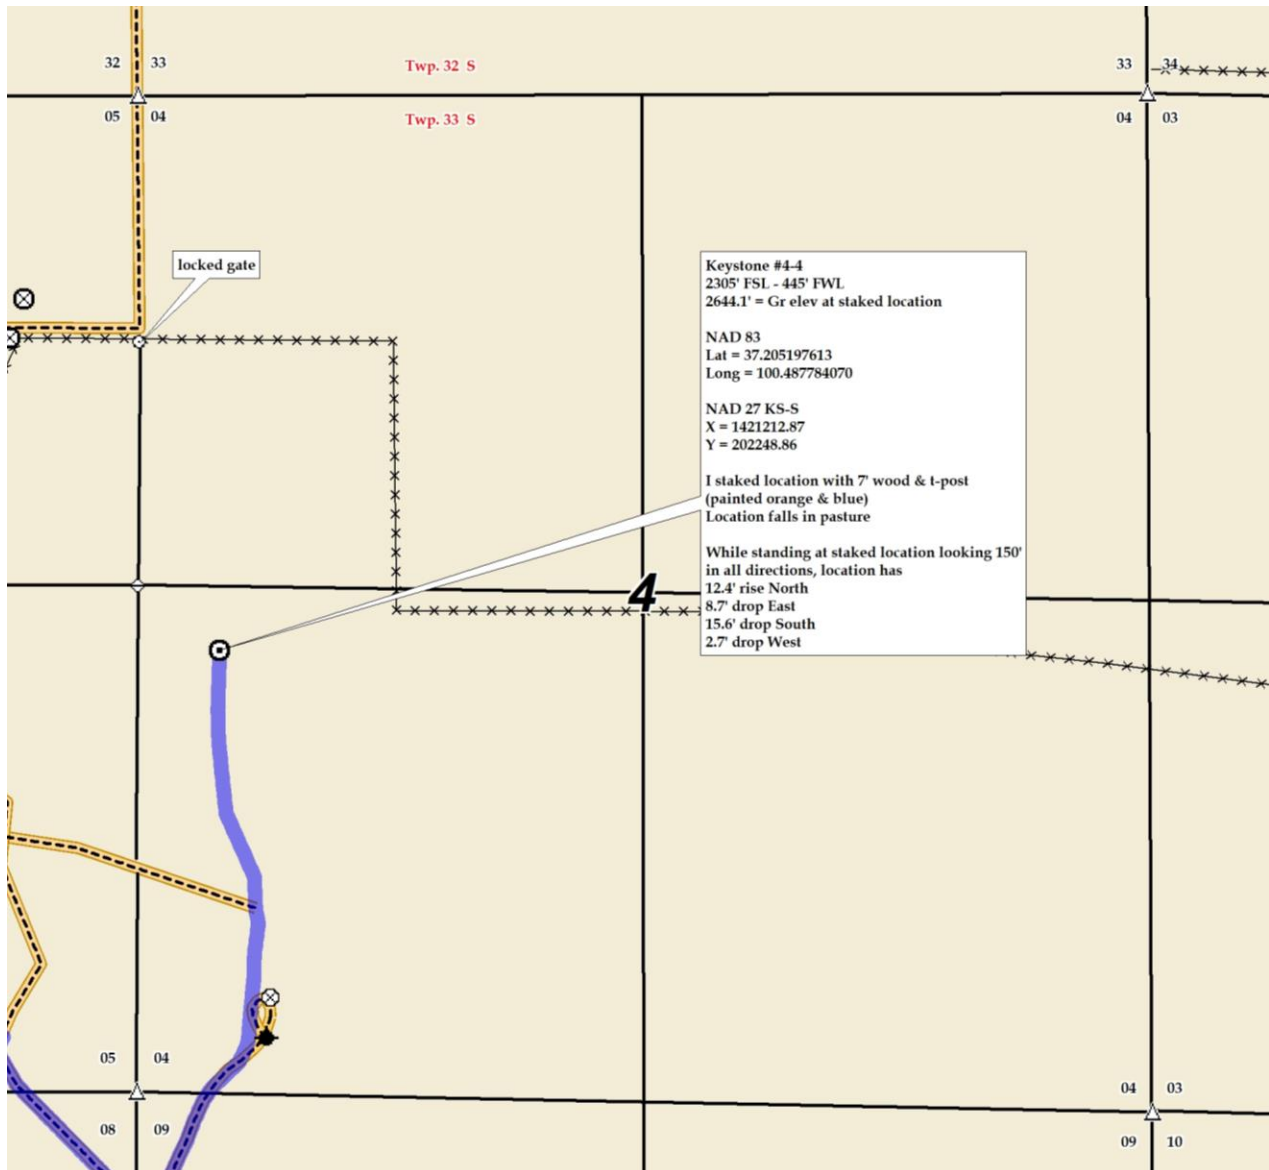 32 33
Twp. 32 S
33 34
05 04
Twp. 33 S
04 03
locked gate
Keystone #4-4
2305' FSL - 445' FWL
2644.1' = Gr elev at staked location
NAD 83
Lat = 37.205197613
Long = 100.487784070
NAD 27 KS-S
X = 1421212.87
Y = 202248.86
I staked location with 7' wood & t-post
(painted orange & blue)
Location falls in pasture
While standing at staked location looking 150'
in all directions, location has
12.4' rise North
8.7' drop East
15.6' drop South
2.7' drop West
4
05 04
04 03
08 09
09 10